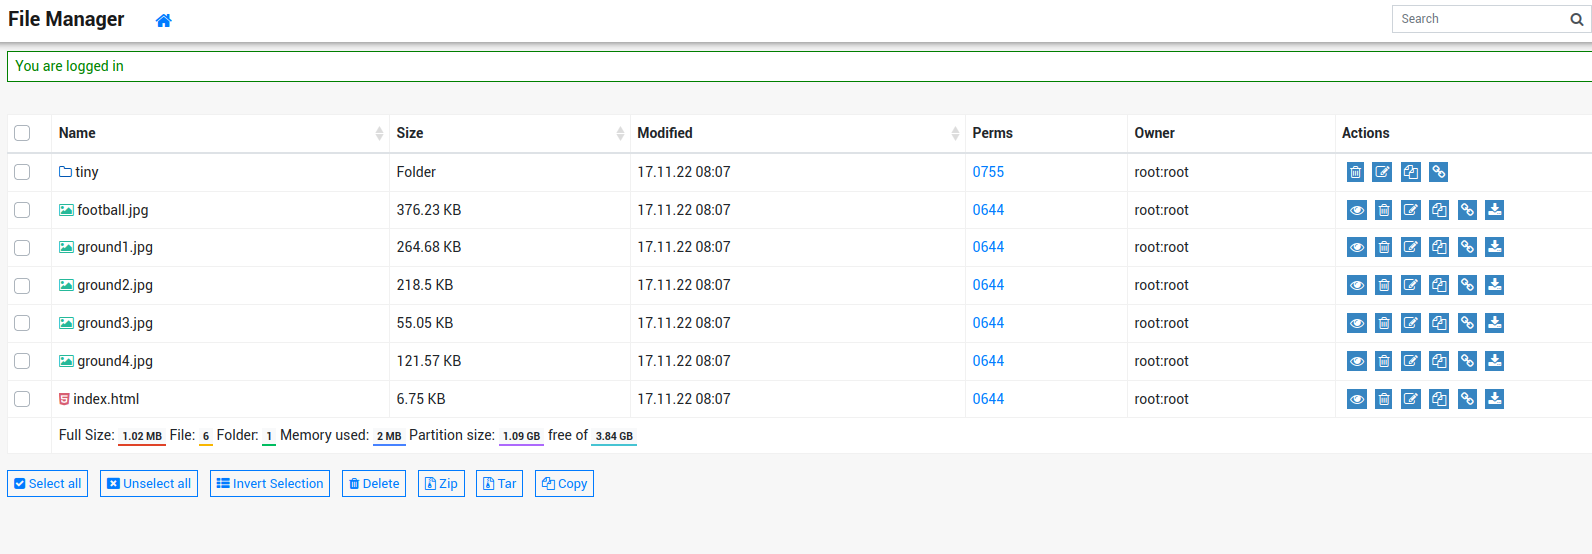 File Manager Search
You are logged in
Name Size Modified Perms Owner Actions
tiny Folder 17.11.22 08:07 0755 root:root
football.jpg 376.23 KB 17.11.22 08:07 0644 root:root
ground1.jpg 264.68 KB 17.11.22 08:07 0644 root:root
ground2.jpg 218.5 KB 17.11.22 08:07 0644 root:root
ground3.jpg 55.05 KB 17.11.22 08:07 0644 root:root
ground4.jpg 121.57 KB 17.11.22 08:07 0644 root:root
index.html 6.75 KB 17.11.22 08:07 0644 root:root
Full Size: 1.02 MB File: 6 Folder: 1 Memory used: 2 MB Partition size: 1.09 GB free of 3.84 GB
Select all Unselect all Invert Selection Delete Zip Tar Copy